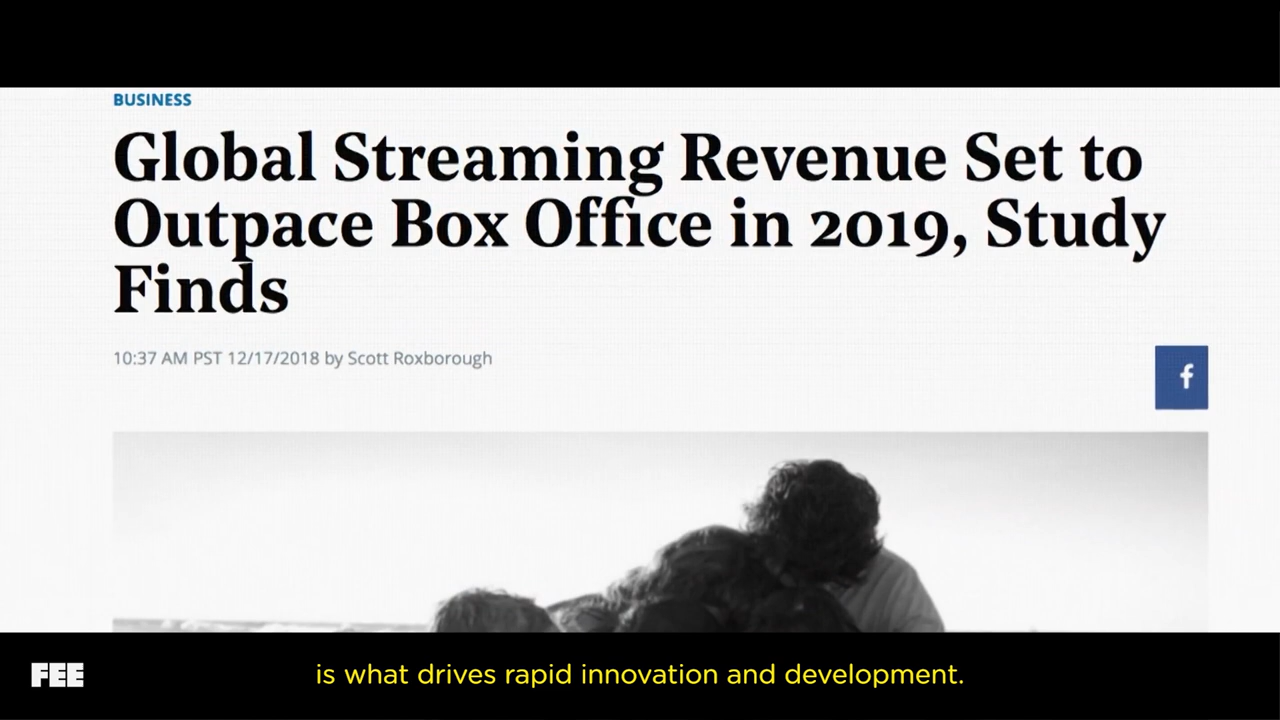 BUSINESS
Global Streaming Revenue Set to
Outpace Box Office in 2019, Study
Finds
10:37 AM PST 12/17/2018 by Scott Roxborough
f
FEE
is what drives rapid innovation and development.